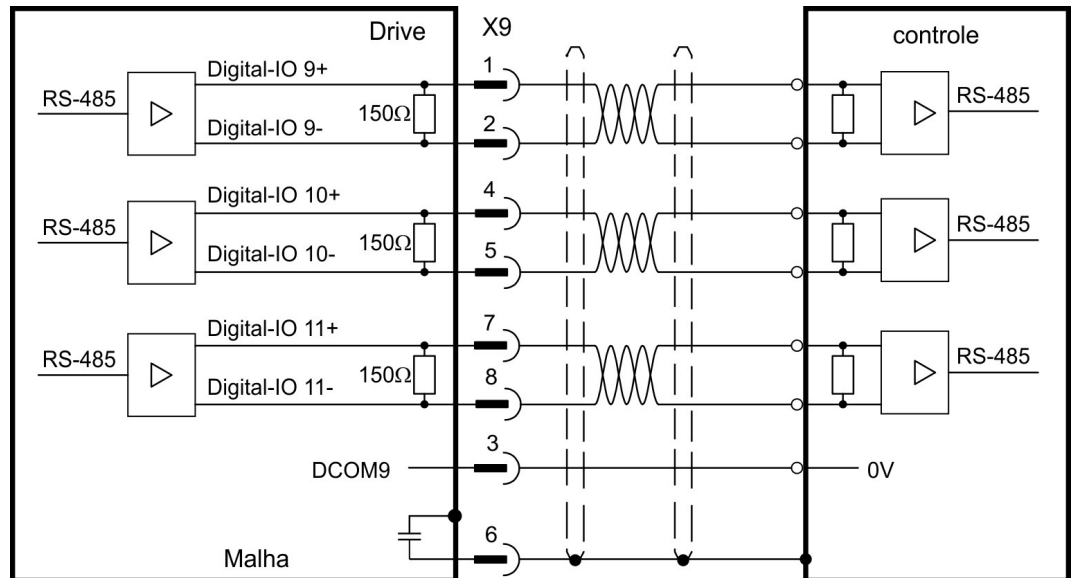 Drive X9 controle
Digital-IO 9+ 1
RS-485 150Ω RS-485
Digital-IO 9- 2
Digital-IO 10+ 4
RS-485 150Ω RS-485
Digital-IO 10- 5
Digital-IO 11+ 7
RS-485 150Ω RS-485
Digital-IO 11- 8
3
DCOM9 0V
6
Malha